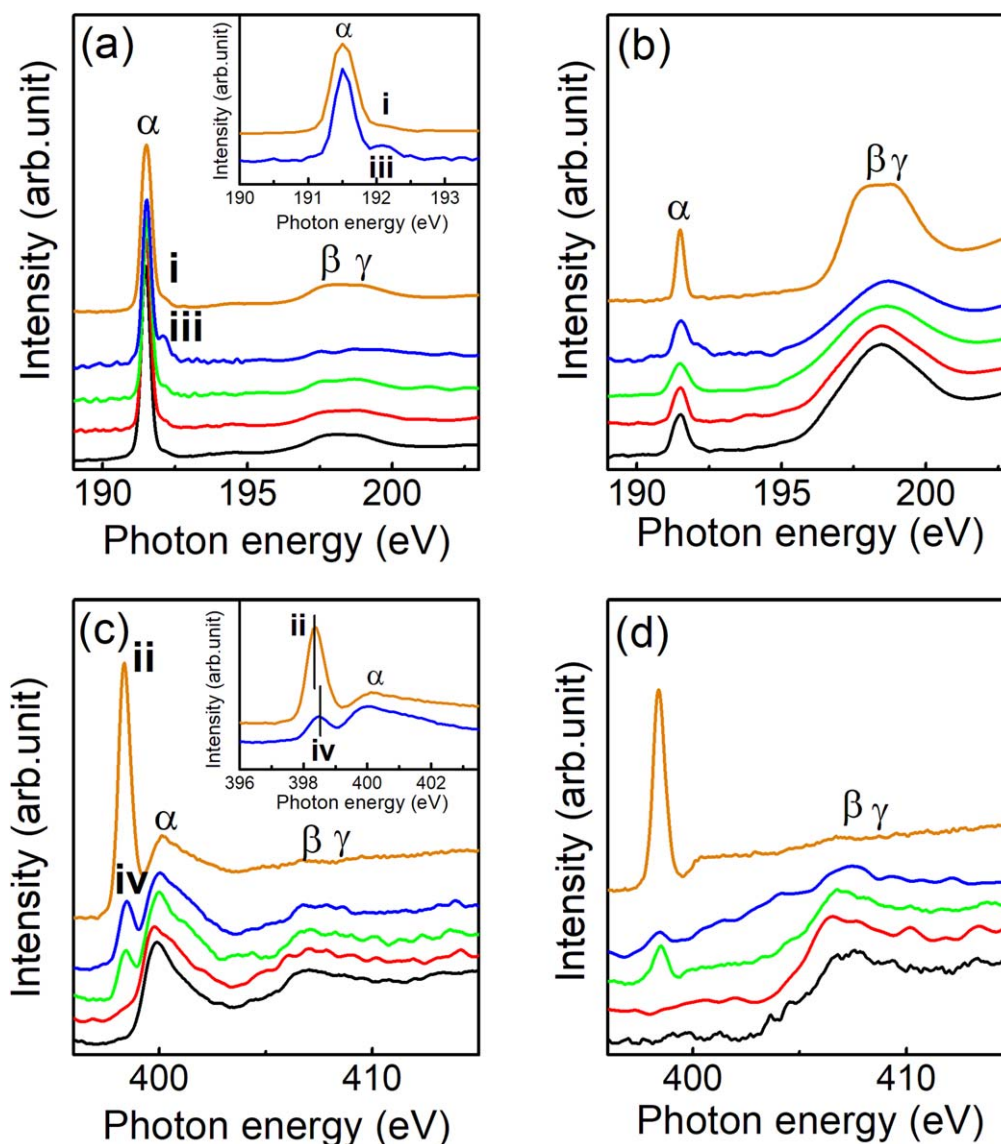 (a)
α
i
iii
β γ
190 195 200
Photon energy (eV)
Intensity (arb.unit)
α
i
iii
190 191 192 193
Photon energy (eV)
Intensity (arb.unit)
(b)
α
βγ
190 195 200
Photon energy (eV)
Intensity (arb.unit)
(c)
ii
iv
α
β γ
400 410
Photon energy (eV)
Intensity (arb.unit)
ii
α
iv
396 398 400 402
Photon energy (eV)
Intensity (arb.unit)
(d)
β γ
400 410
Photon energy (eV)
Intensity (arb.unit)